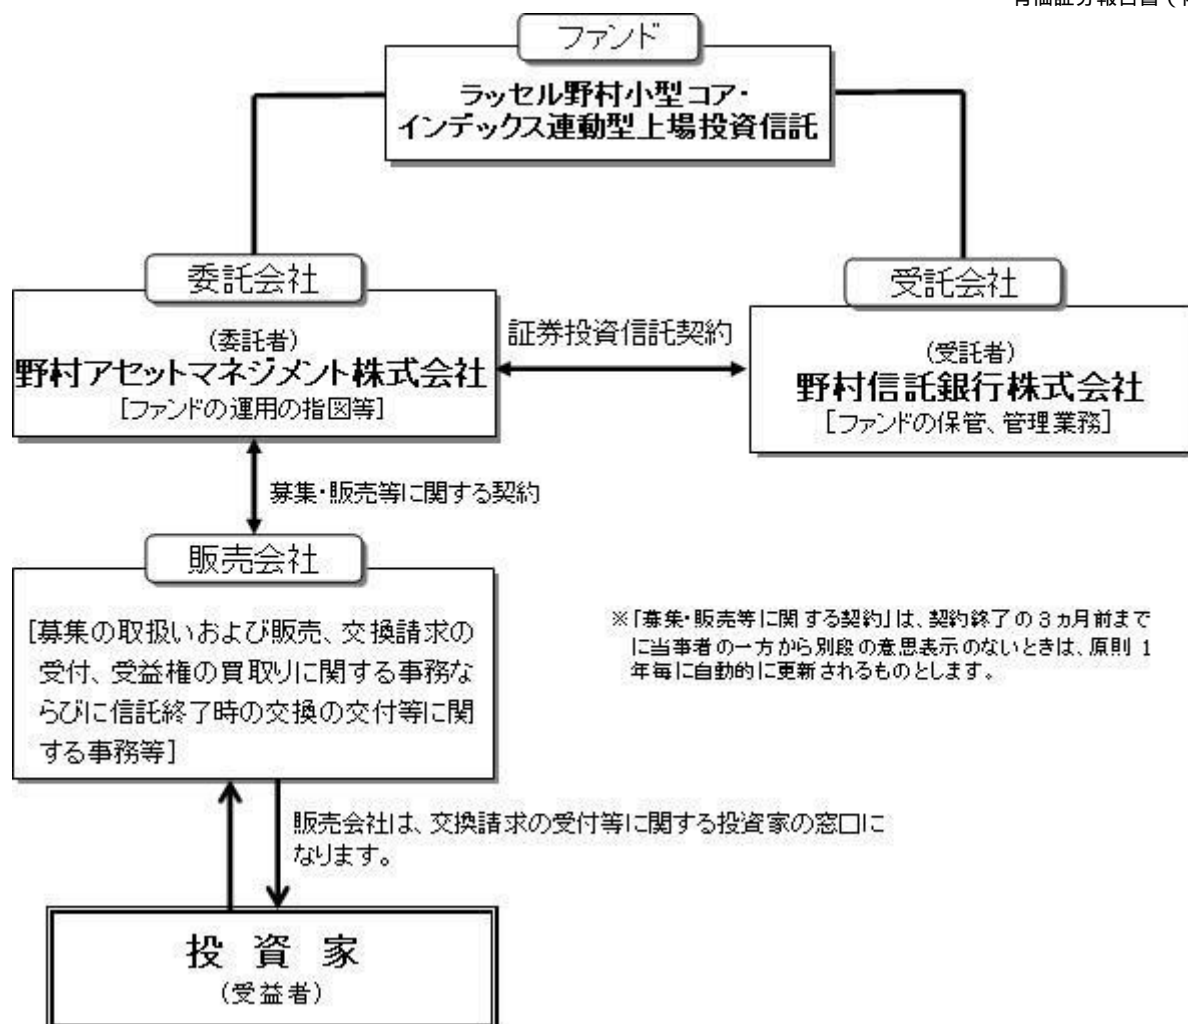 有価証券報告書（
ファンド
ラッセル野村小型コア・
インデックス連動型上場投資信託
委託会社
（委託者）
野村アセットマネジメント株式会社
［ファンドの運用の指図等］
証券投資信託契約
受託会社
（受託者）
野村信託銀行株式会社
［ファンドの保管、管理業務］
募集・販売等に関する契約
販売会社
［募集の取扱いおよび販売、交換請求の
受付、受益権の買取りに関する事務な
らびに信託終了時の交換の交付等に関
する事務等］
※「募集・販売等に関する契約」は、契約終了の３ヵ月前まで
に当事者の一方から別段の意思表示のないときは、原則 1
年毎に自動的に更新されるものとします。
販売会社は、交換請求の受付等に関する投資家の窓口に
なります。
投 資 家
（受益者）